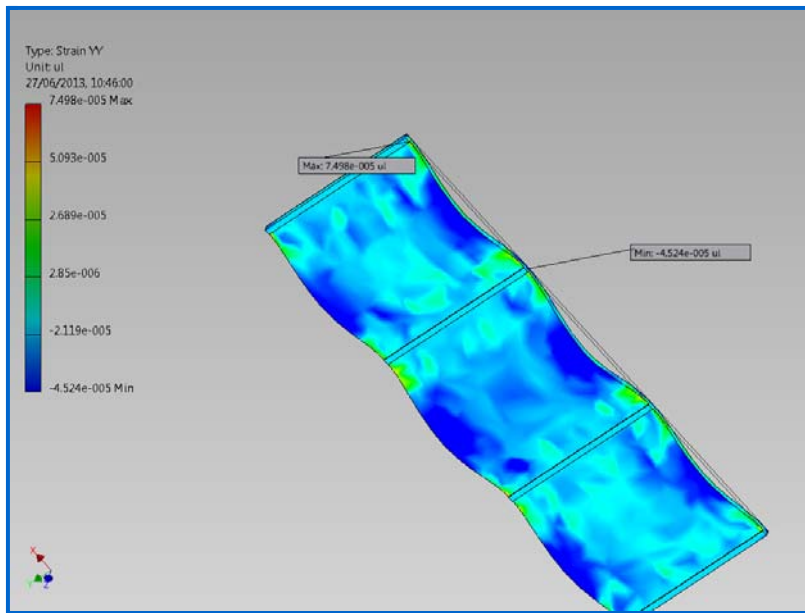 Type: Strain YY
Unit: ul
27/06/2013, 10:46:00
7.498e-005 Max
5.093e-005
2.689e-005
2.85e-006
-2.119e-005
-4.524e-005 Min
Max: 7.498e-005 ul
Min: -4.524e-005 ul
X
Y
Z